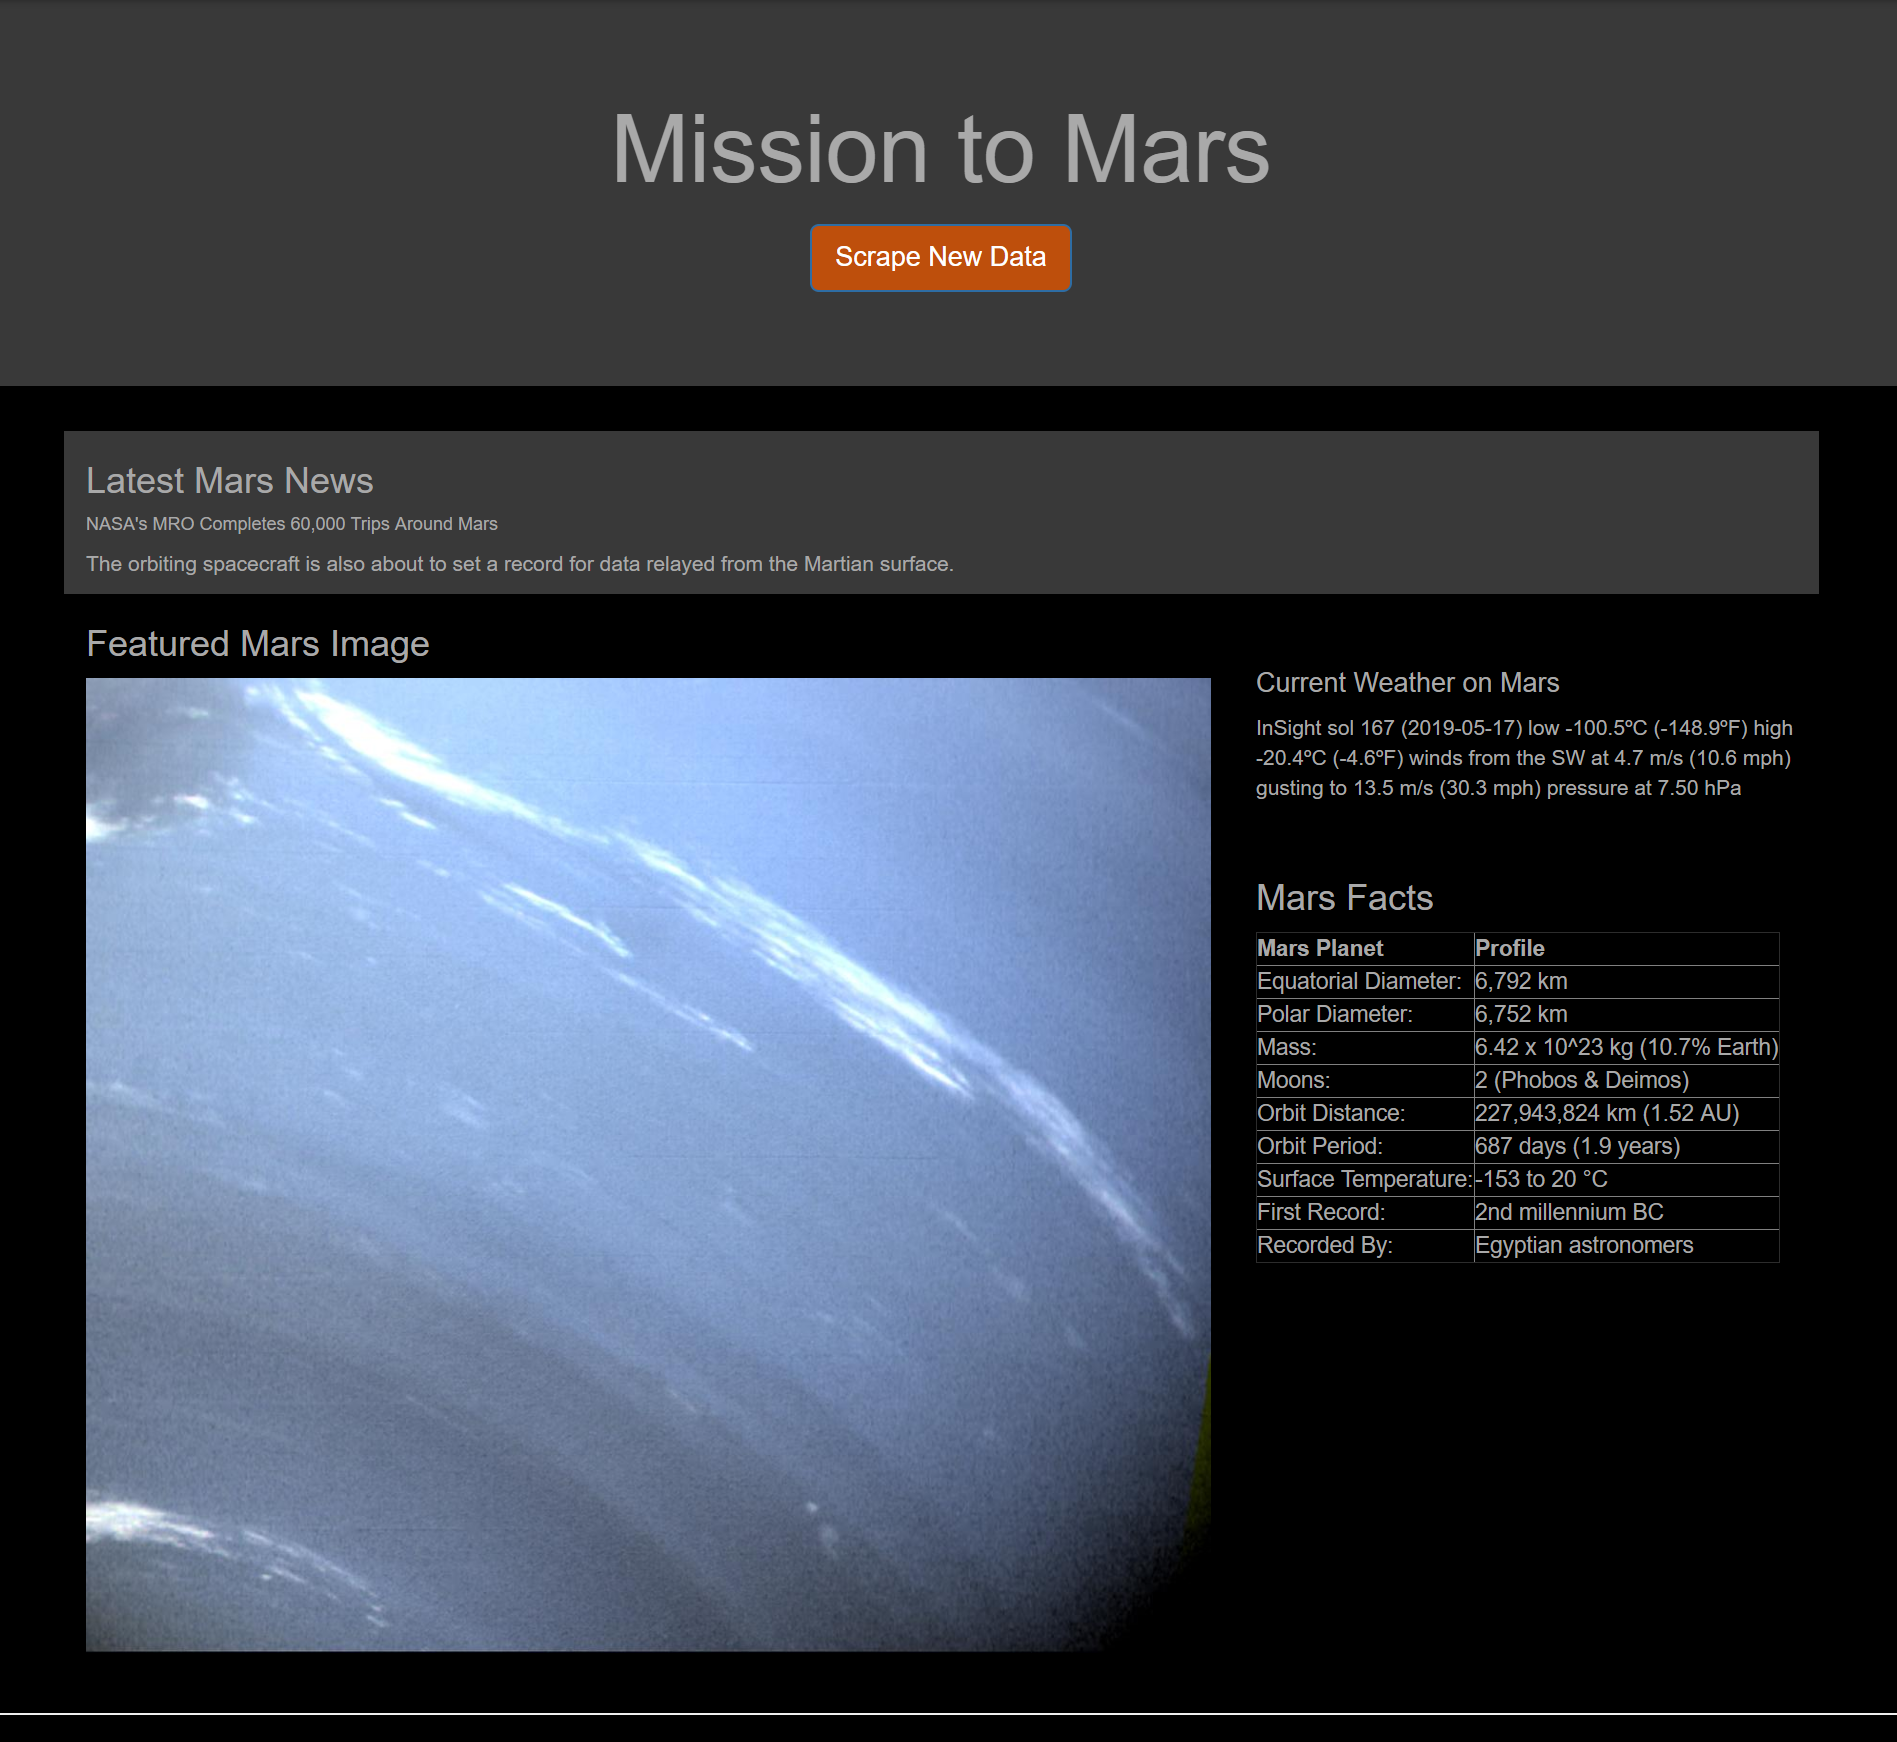 Mission to Mars
Scrape New Data
Latest Mars News
NASA's MRO Completes 60,000 Trips Around Mars
The orbiting spacecraft is also about to set a record for data relayed from the Martian surface.
Featured Mars Image
Current Weather on Mars
InSight sol 167 (2019-05-17) low -100.5ºC (-148.9ºF) high
-20.4ºC (-4.6ºF) winds from the SW at 4.7 m/s (10.6 mph)
gusting to 13.5 m/s (30.3 mph) pressure at 7.50 hPa
Mars Facts
Mars Planet Profile
Equatorial Diameter: 6,792 km
Polar Diameter: 6,752 km
Mass: 6.42 x 10^23 kg (10.7% Earth)
Moons: 2 (Phobos & Deimos)
Orbit Distance: 227,943,824 km (1.52 AU)
Orbit Period: 687 days (1.9 years)
Surface Temperature: -153 to 20 °C
First Record: 2nd millennium BC
Recorded By: Egyptian astronomers